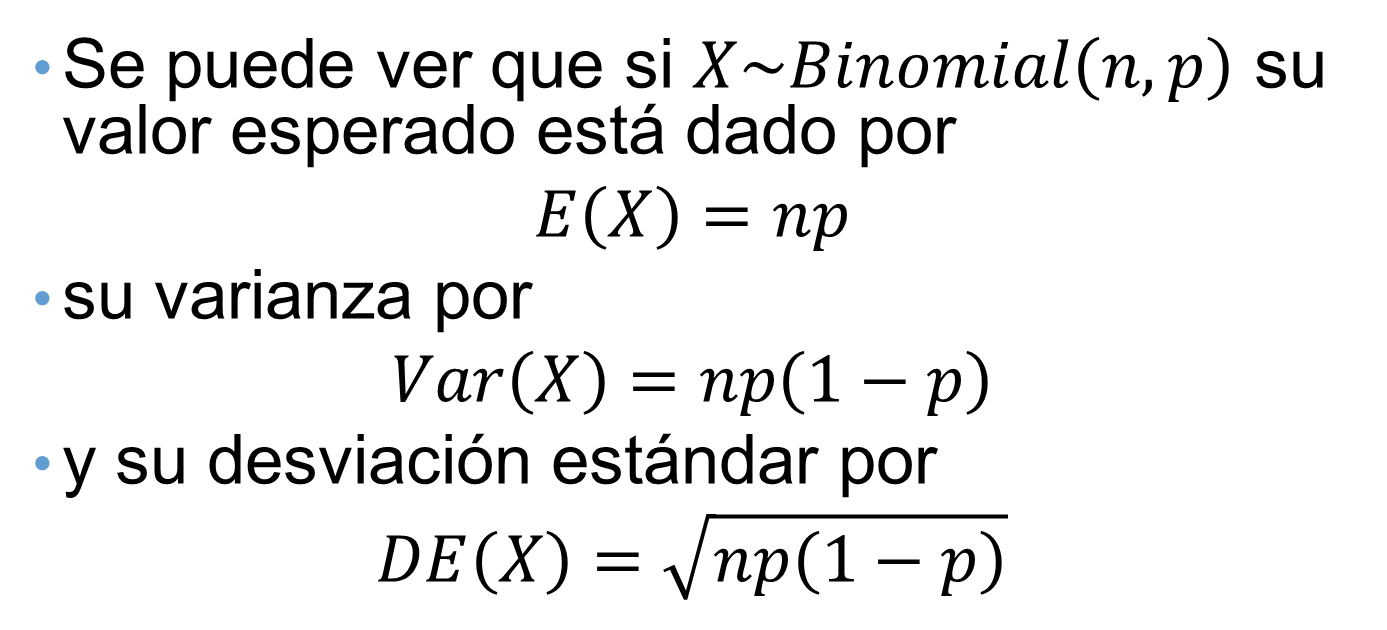 • Se puede ver que si X~Binomial(n, p) su
valor esperado está dado por
E(X) = np
• su varianza por
Var(X) = np(1 − p)
• y su desviación estándar por
DE(X) = √np(1 − p)